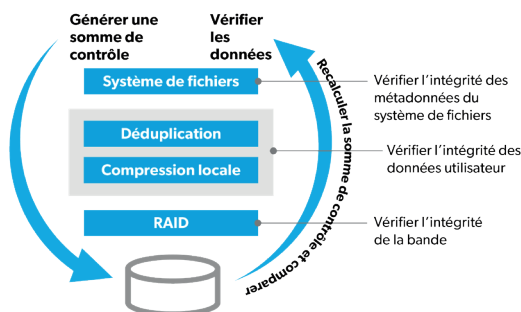 Générer une
somme de
contrôle
Vérifier
les
données
Système de fichiers
Déduplication
Compression locale
RAID
Recalculer la somme de contrôle et comparer
Vérifier l'intégrité des
métadonnées du
système de fichiers
Vérifier l'intégrité des
données utilisateur
Vérifier l'intégrité
de la bande